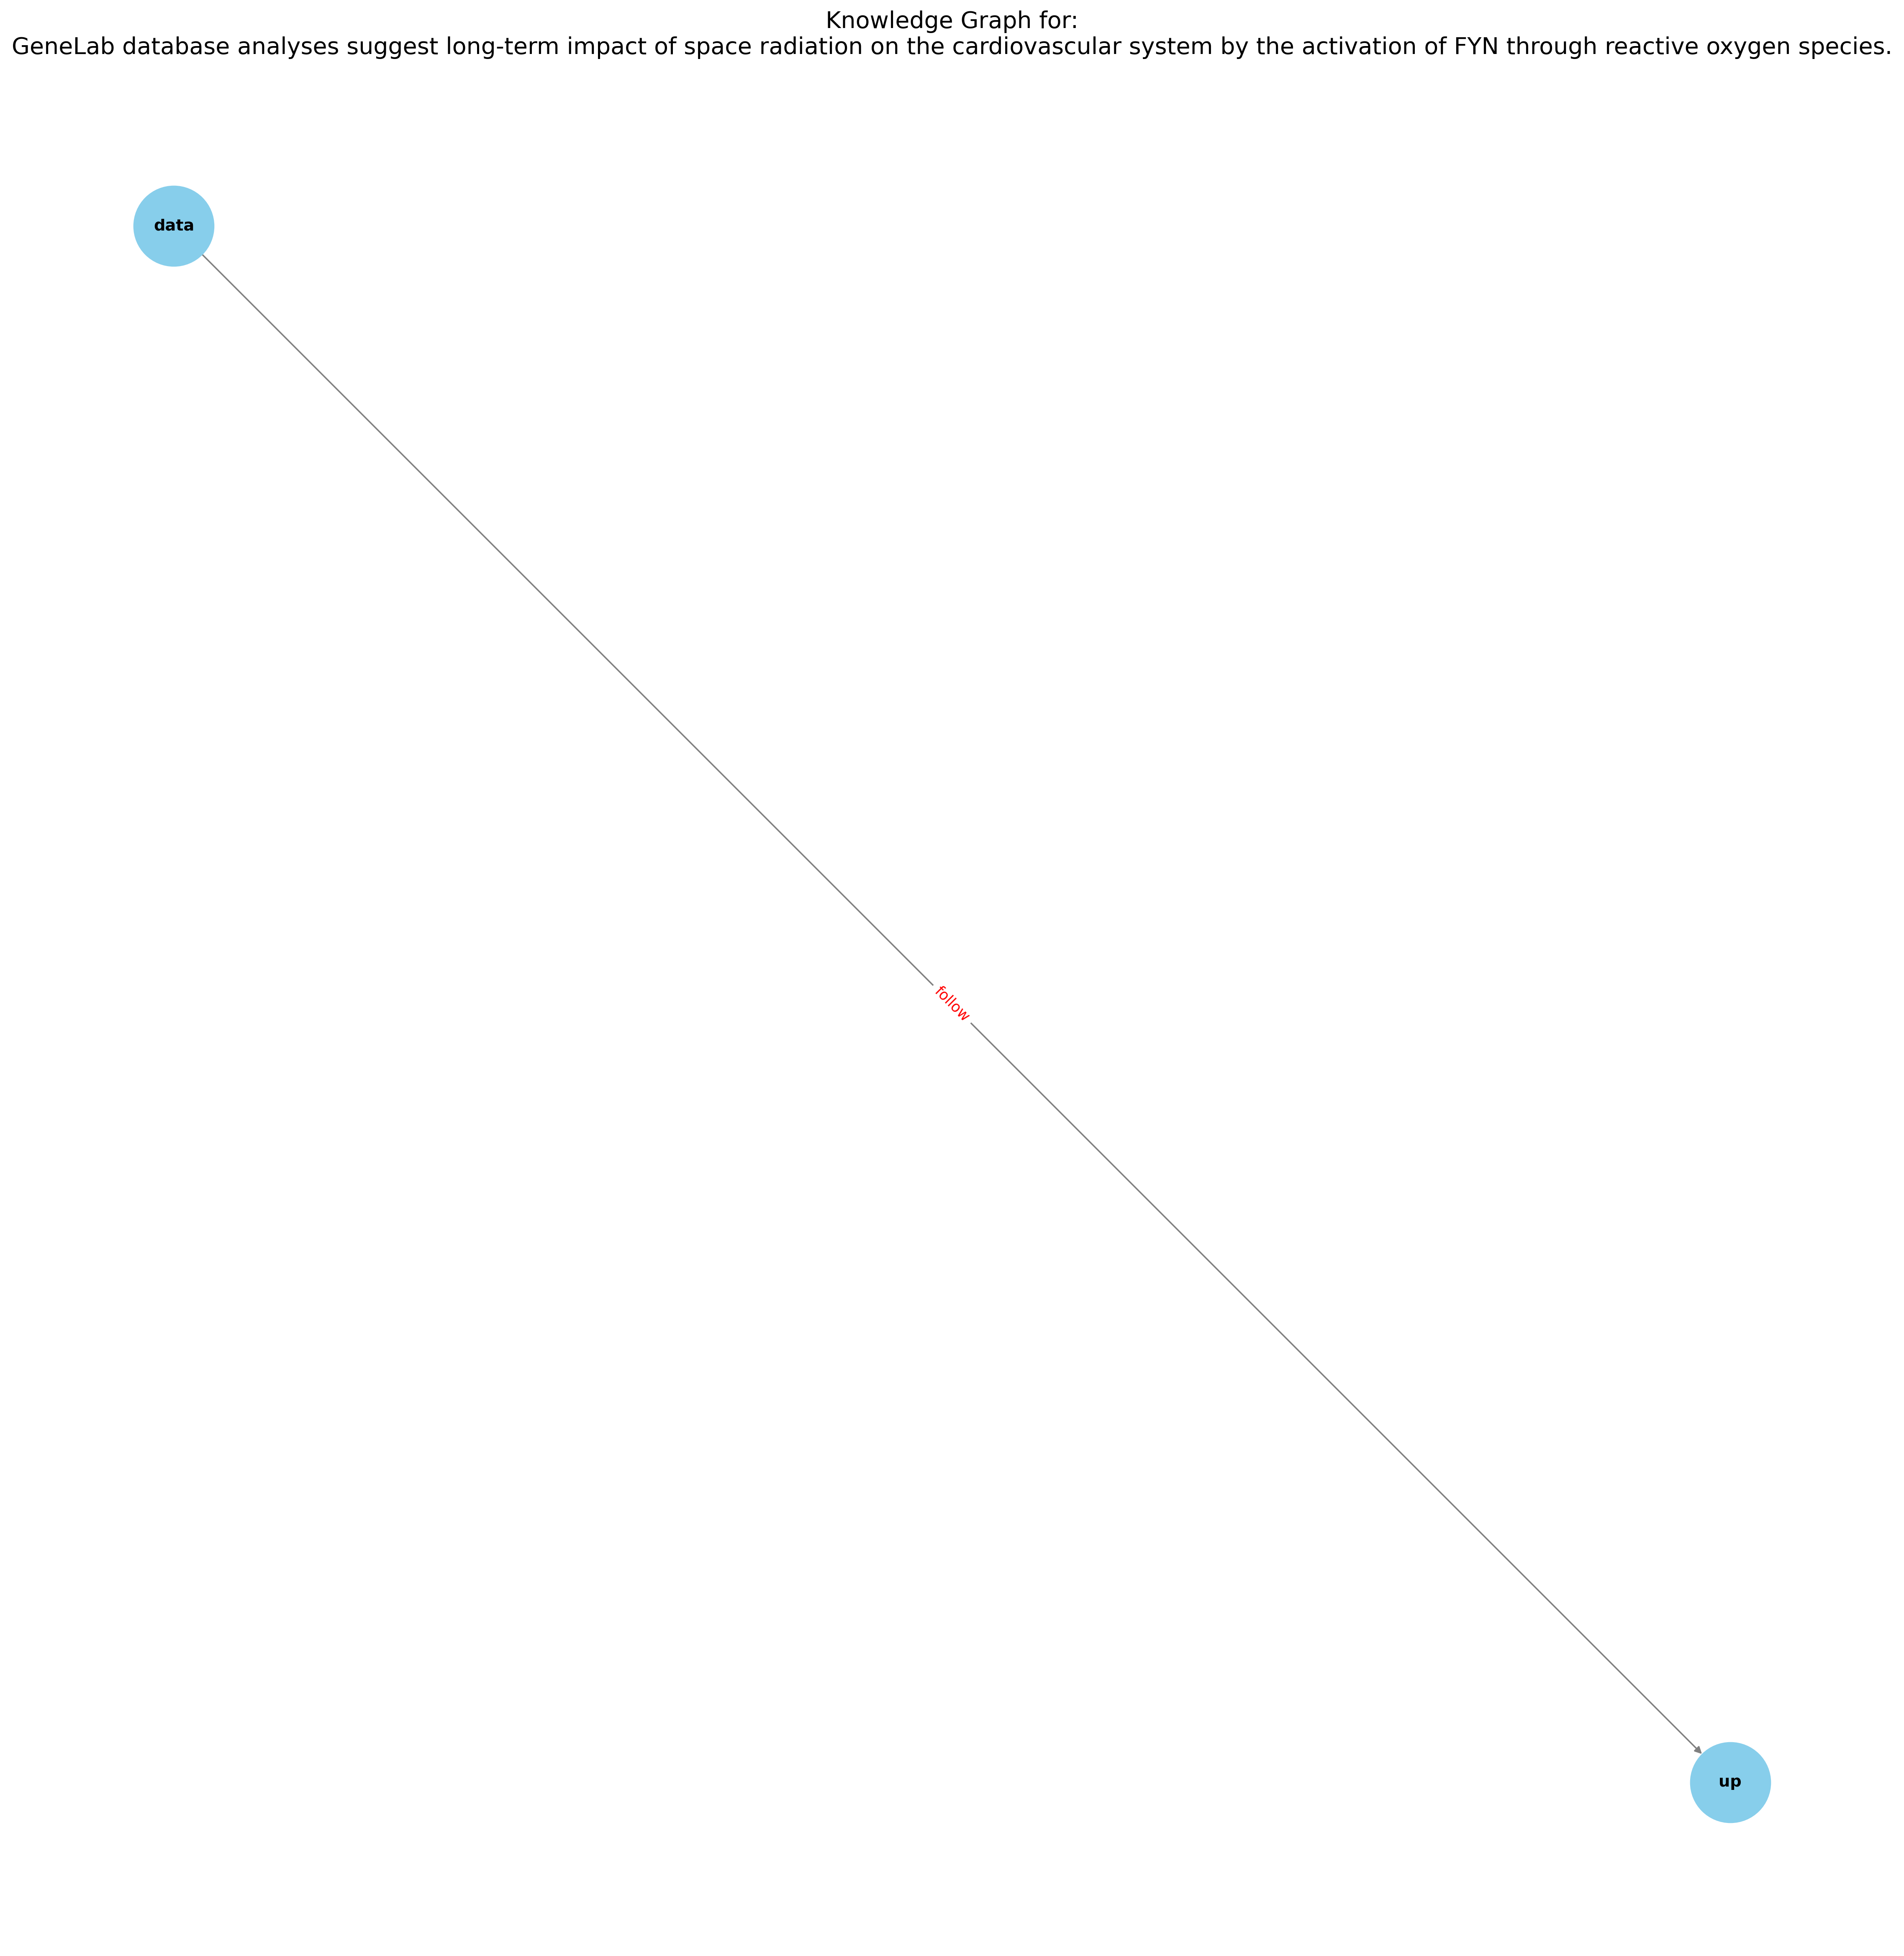 Knowledge Graph for:
GeneLab database analyses suggest long-term impact of space radiation on the cardiovascular system by the activation of FYN through reactive oxygen species.
data
follow
up